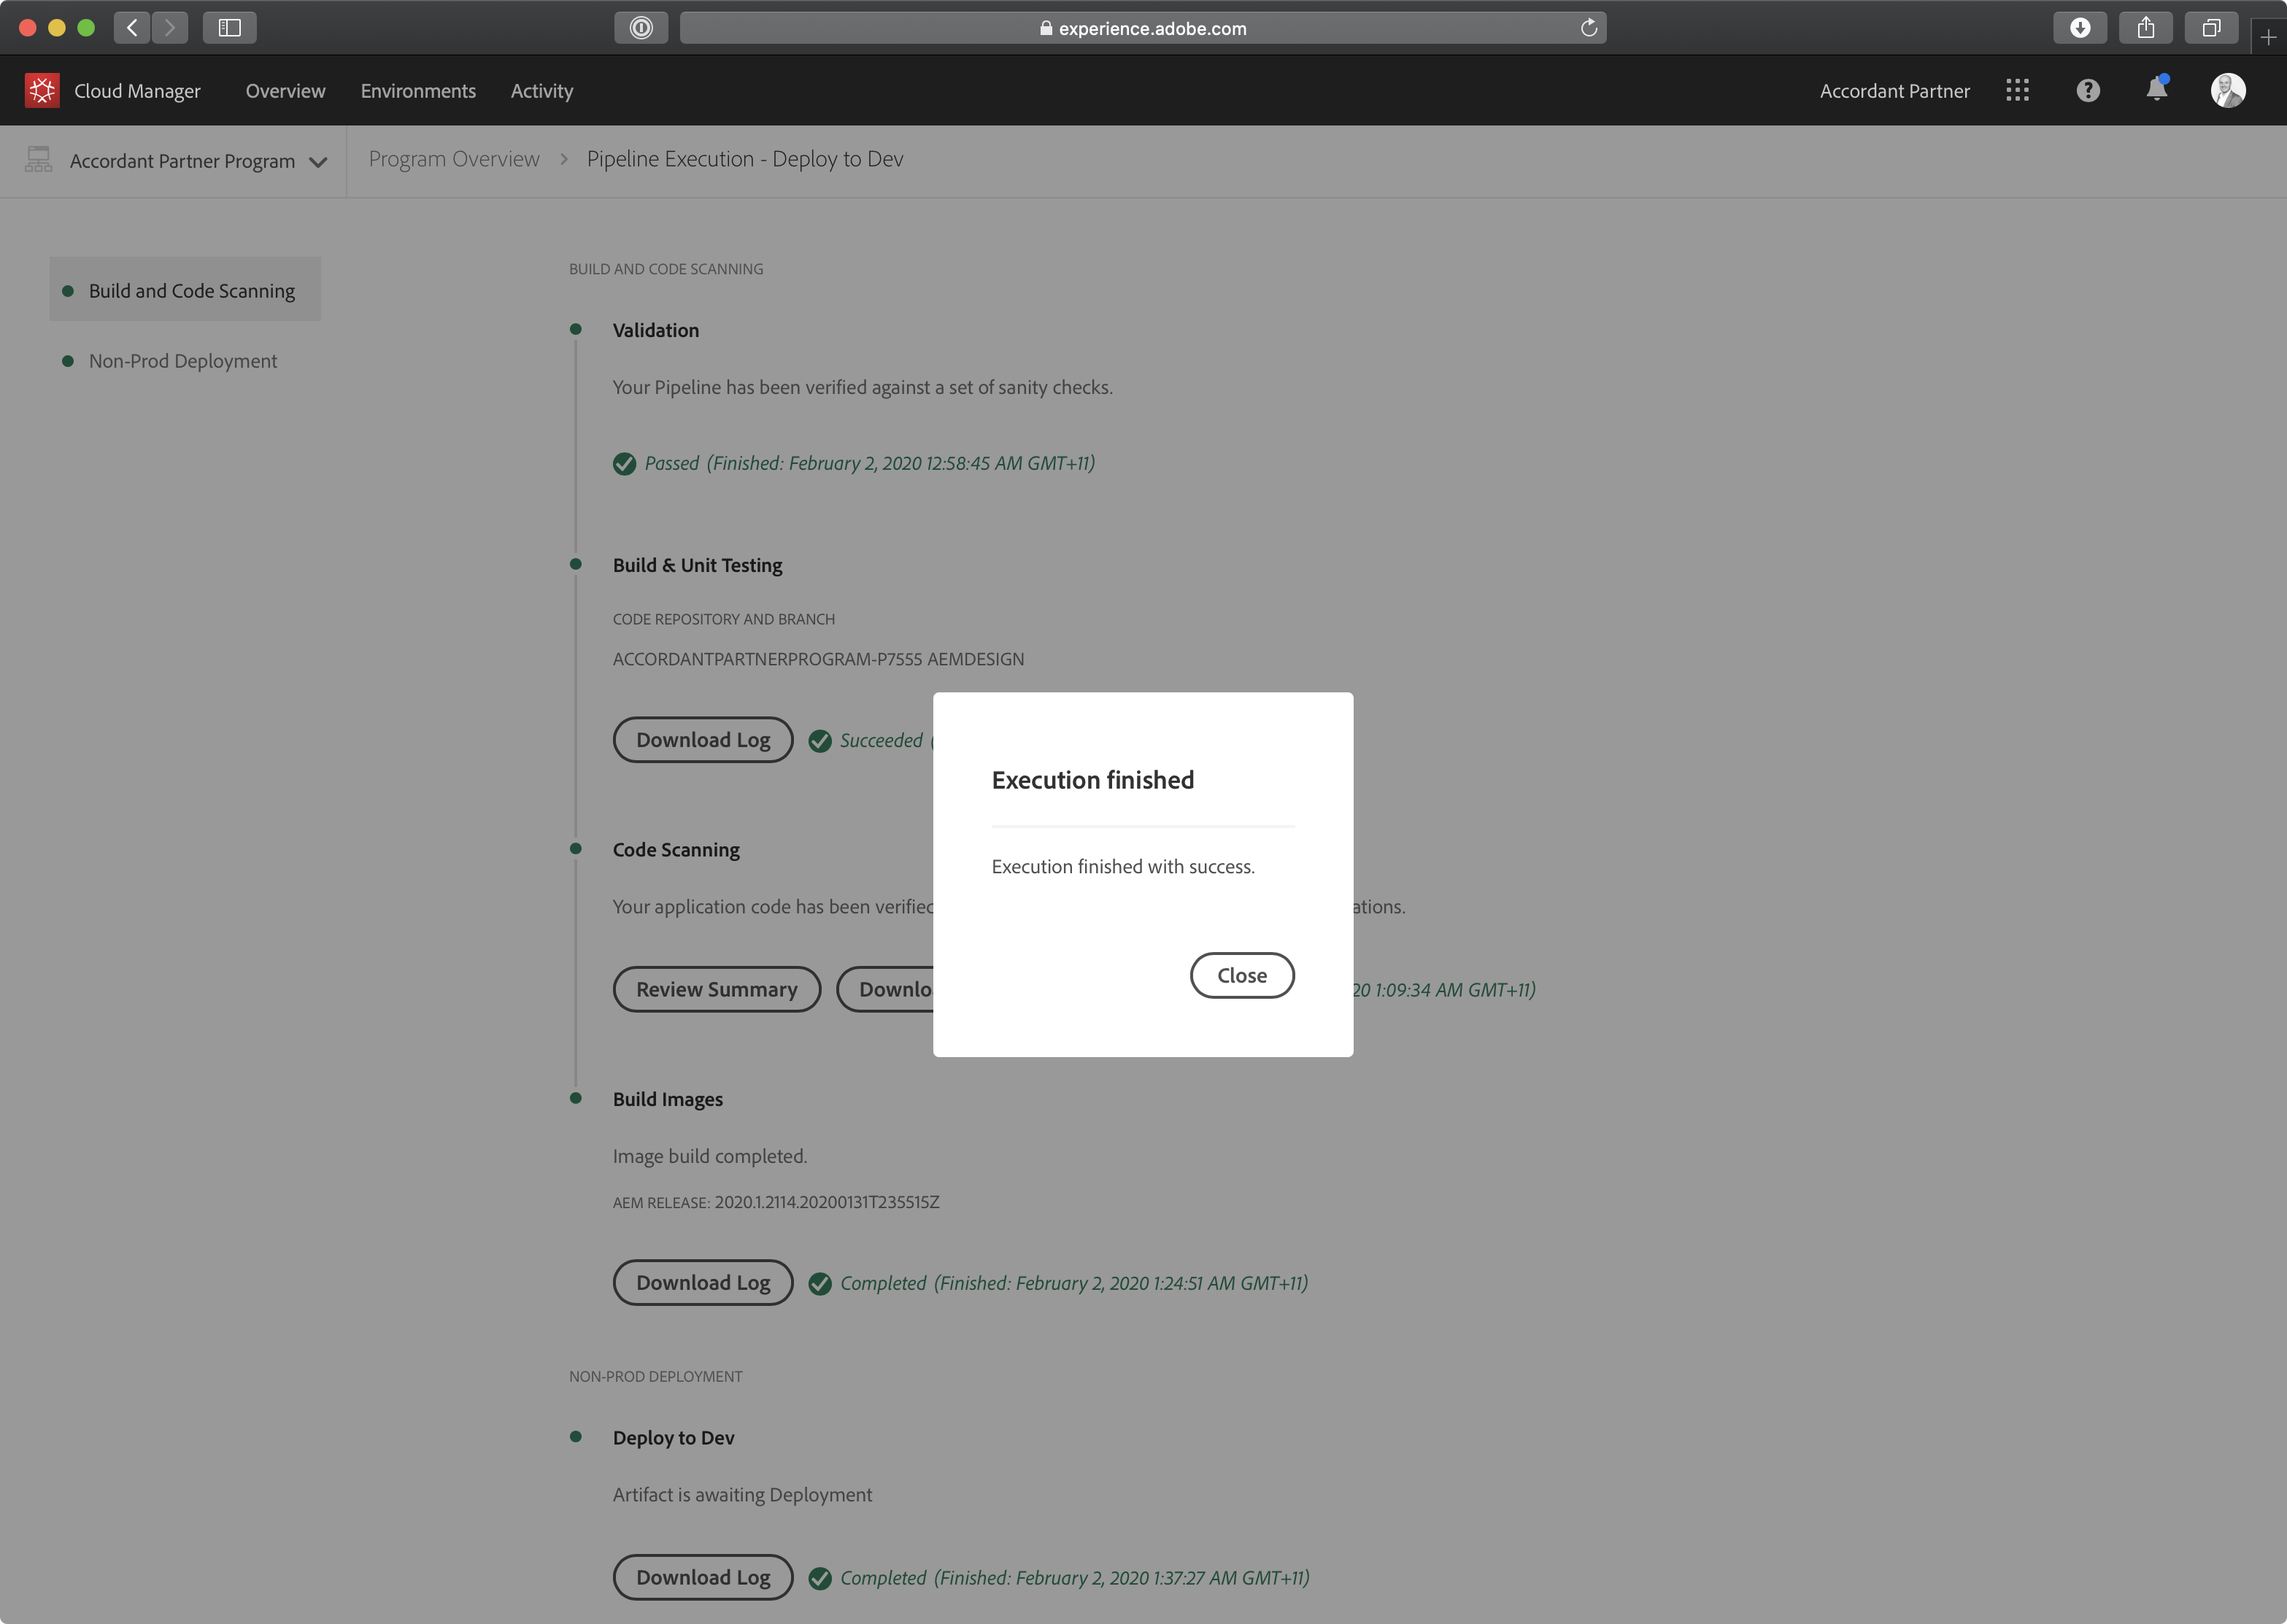 experience.adobe.com
Cloud Manager Overview Environments Activity Accordant Partner
Accordant Partner Program Program Overview > Pipeline Execution - Deploy to Dev
Build and Code Scanning
Non-Prod Deployment
BUILD AND CODE SCANNING
Validation
Your Pipeline has been verified against a set of sanity checks.
Passed (Finished: February 2, 2020 12:58:45 AM GMT+11)
Build & Unit Testing
CODE REPOSITORY AND BRANCH
ACCORDANTPARTNERPROGRAM-P7555 AEMDESIGN
Download Log Succeeded
Code Scanning
Your application code has been verified ations.
Review Summary Downlo 20 1:09:34 AM GMT+11)
Execution finished
Execution finished with success.
Close
Build Images
Image build completed.
AEM RELEASE: 2020.1.2114.20200131T235515Z
Download Log Completed (Finished: February 2, 2020 1:24:51 AM GMT+11)
NON-PROD DEPLOYMENT
Deploy to Dev
Artifact is awaiting Deployment
Download Log Completed (Finished: February 2, 2020 1:37:27 AM GMT+11)